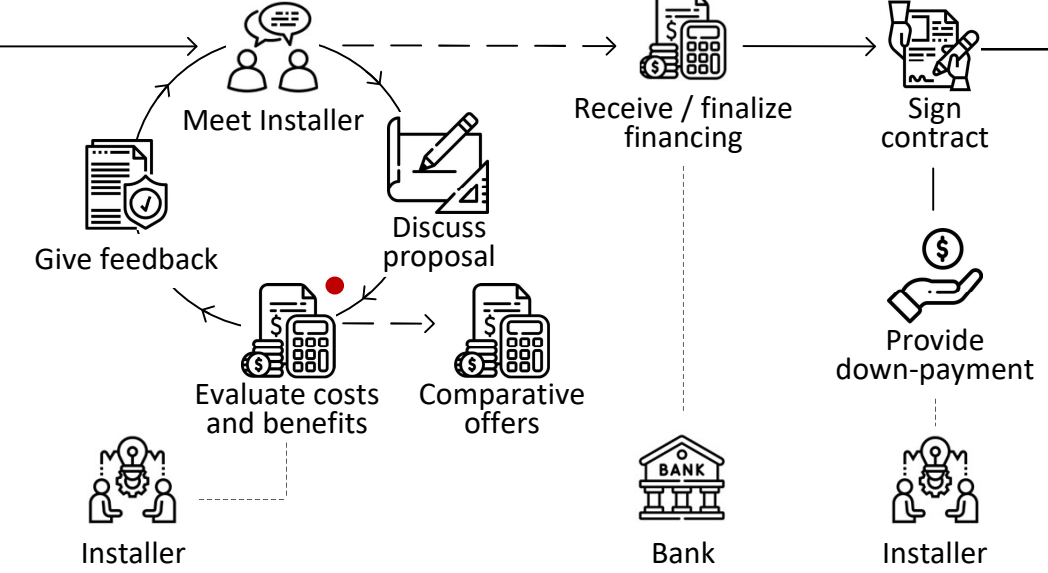 Meet Installer
Receive / finalize
financing
Sign
contract
Discuss
proposal
Give feedback
$
Provide
down-payment
$
$
$
$
$
$
Evaluate costs
and benefits
Comparative
offers
BANK
Installer
Bank
Installer